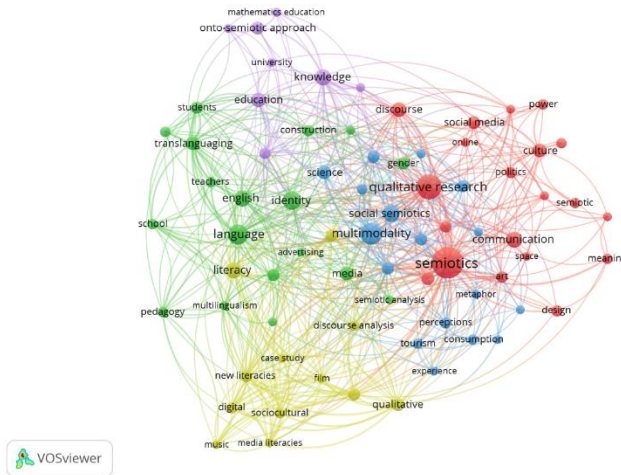 mathematics education
onto-semiotic approach
university
knowledge
education
students
discourse
power
social media
construction
translanguaging
online
culture
gender
science
politics
teachers
qualitative research
english
identity
semiotic
social semiotics
school
language
multimodality
communication
advertising
space
meanin
literacy
media
semiotics
art
metaphor
pedagogy
multilingualism
semiotic analysis
design
discourse analysis
perceptions
tourism
consumption
case study
experience
new literacies
film
digital
sociocultural
qualitative
music
media literacies
VOSviewer